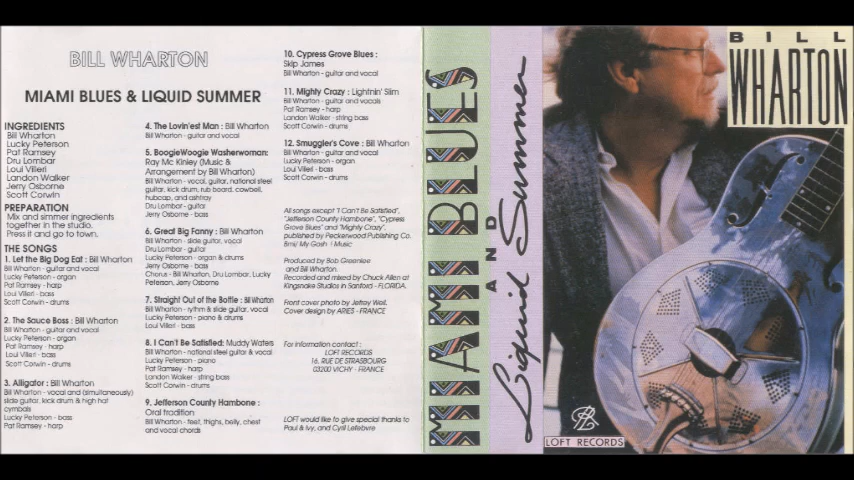 BILL WHARTON
MIAMI BLUES & LIQUID SUMMER
INGREDIENTS
Bill Wharton
Lucky Peterson
Pat Ramsey
Dru Lombar
Loui Villeri
Landon Walker
Jerry Osborne
Scott Corwin
PREPARATION
Mix and simmer ingredients
together in the studio.
Press it and go to town.
THE SONGS
1. Let the Big Dog Eat : Bill Wharton
Bill Wharton - guitar and vocal
Lucky Peterson - organ
Pat Ramsey - harp
Loui Villeri - bass
Scott Corwin - drums
2. The Sauce Boss : Bill Wharton
Bill Wharton - guitar and vocal
Lucky Peterson - organ
Pat Ramsey - harp
Loui Villeri - bass
Scott Corwin - drums
3. Alligator : Bill Wharton
Bill Wharton - vocal and (simultaneously)
slide guitar, kick drum & high hat
cymbals
Lucky Peterson - bass
Pat Ramsey - harp
4. The Lovin'est Man : Bill Wharton
Bill Wharton - guitar and vocal
5. BoogieWoogie Washerwoman:
Ray Mc Kinley (Music &
Arrangement by Bill Wharton)
Bill Wharton - vocal, guitar, national steel
guitar, kick drum, rub board, cowbell,
hubcap, and ashtray
Dru Lombar - guitar
Jerry Osborne - bass
6. Great Big Fanny : Bill Wharton
Bill Wharton - slide guitar, vocal
Dru Lombar - guitar
Lucky Peterson - organ & drums
Jerry Osborne - bass
Chorus - Bill Wharton, Dru Lombar, Lucky
Peterson, Jerry Osborne
7. Straight Out of the Bottle : Bill Wharton
Bill Wharton - rythm & slide guitar, vocal
Lucky Peterson - piano & drums
Loui Villeri - bass
8. I Can't Be Satisfied: Muddy Waters
Bill Wharton - national steel guitar & vocal
Lucky Peterson - piano
Pat Ramsey - harp
Landon Walker - string bass
Scott Corwin - drums
9. Jefferson County Hambone :
Oral tradition
Bill Wharton - feet, thighs, belly, chest
and vocal chords
10. Cypress Grove Blues :
Skip James
Bill Wharton - guitar and vocal
11. Mighty Crazy : Lightnin' Slim
Bill Wharton - guitar and vocals
Pat Ramsey - harp
Landon Walker - string bass
Scott Corwin - drums
12. Smuggler's Cove : Bill Wharton
Bill Wharton - guitar and vocal
Lucky Peterson - organ
Loui Villeri - bass
Scott Corwin - drums
All songs except "I Can't Be Satisfied",
"Jefferson County Hambone", "Cypress
Grove Blues" and "Mighty Crazy",
published by Peckerwood Publishing Co.
Bmi/ My Gosh ! Music
Produced by Bob Greenlee
and Bill Wharton.
Recorded and mixed by Chuck Allen at
Kingsnake Studios in Sanford - FLORIDA.
Front cover photo by Jefrey Weil.
Cover design by ARIES - FRANCE
For information contact :
LOFT RECORDS
16, RUE DE STRASBOURG
03200 VICHY - FRANCE
LOFT would like to give special thanks to
Paul & Ivy, and Cyril Lefebvre
MIAMI BLUES
AND
Liquid Summer
BILL
WHARTON
LOFT RECORDS